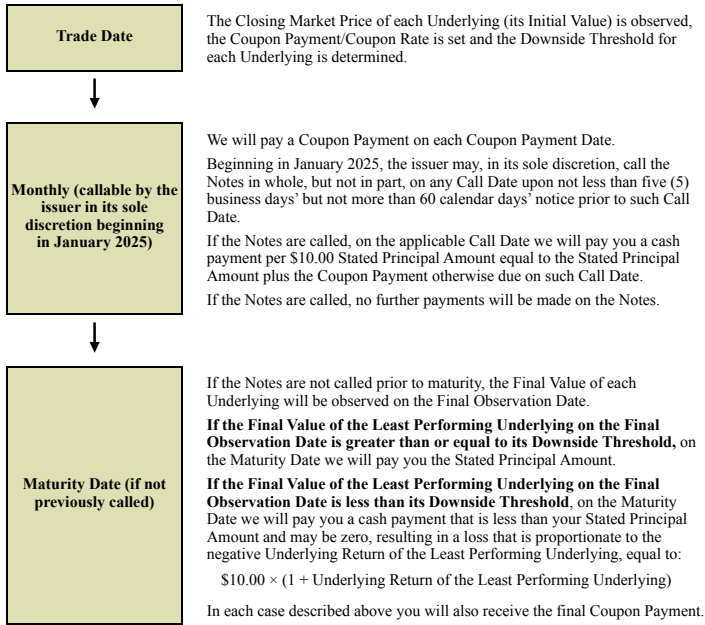 Trade Date
The Closing Market Price of each Underlying (its Initial Value) is observed,
the Coupon Payment/Coupon Rate is set and the Downside Threshold for
each Underlying is determined.
Monthly (callable by the
issuer in its sole
discretion beginning
in January 2025)
We will pay a Coupon Payment on each Coupon Payment Date.
Beginning in January 2025, the issuer may, in its sole discretion, call the
Notes in whole, but not in part, on any Call Date upon not less than five (5)
business days’ but not more than 60 calendar days’ notice prior to such Call
Date.
If the Notes are called, on the applicable Call Date we will pay you a cash
payment per $10.00 Stated Principal Amount equal to the Stated Principal
Amount plus the Coupon Payment otherwise due on such Call Date.
If the Notes are called, no further payments will be made on the Notes.
Maturity Date (if not
previously called)
If the Notes are not called prior to maturity, the Final Value of each
Underlying will be observed on the Final Observation Date.
If the Final Value of the Least Performing Underlying on the Final
Observation Date is greater than or equal to its Downside Threshold, on
the Maturity Date we will pay you the Stated Principal Amount.
If the Final Value of the Least Performing Underlying on the Final
Observation Date is less than its Downside Threshold, on the Maturity
Date we will pay you a cash payment that is less than your Stated Principal
Amount and may be zero, resulting in a loss that is proportionate to the
negative Underlying Return of the Least Performing Underlying, equal to:
$10.00 × (1 + Underlying Return of the Least Performing Underlying)
In each case described above you will also receive the final Coupon Payment.